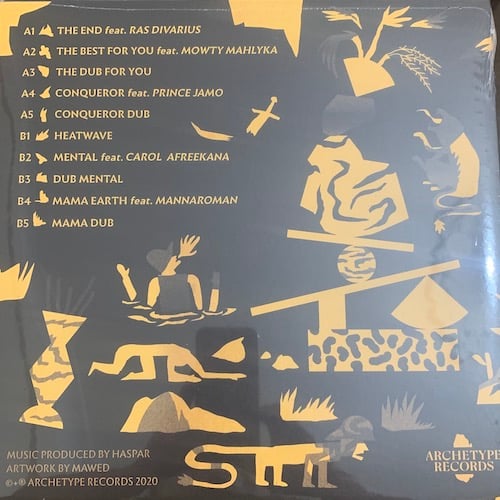 A1 THE END feat. RAS DIVARIUS
A2 THE BEST FOR YOU feat. MOWTY MAHLYKA
A3 THE DUB FOR YOU
A4 CONQUEROR feat. PRINCE JAMO
A5 CONQUEROR DUB
B1 HEATWAVE
B2 MENTAL feat. CAROL AFREEKANA
B3 DUB MENTAL
B4 MAMA EARTH feat. MANNAROMAN
B5 MAMA DUB
MUSIC PRODUCED BY HASPAR
ARTWORK BY MAWED
©+℗ ARCHETYPE RECORDS 2020
ARCHETYPE
RECORDS